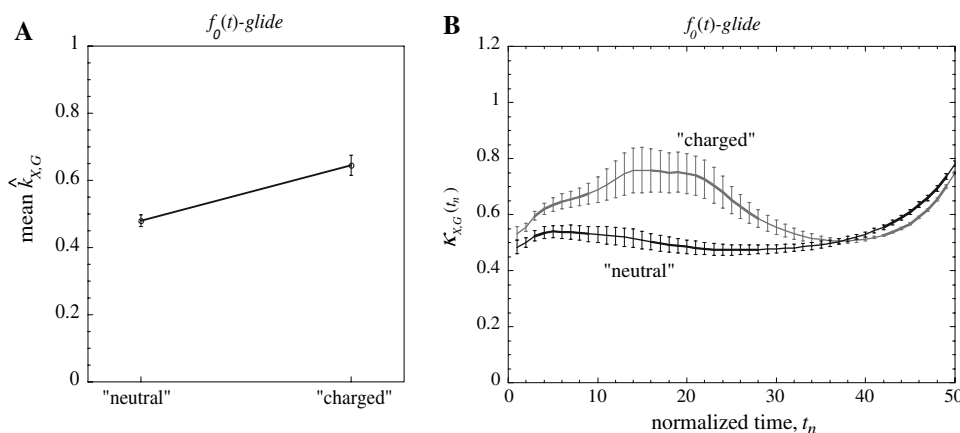 A
f₀(t)-glide
mean k̂X,G
1
0.8
0.6
0.4
0.2
0
"neutral"
"charged"
B
f₀(t)-glide
κX,G(tn)
1.2
1
0.8
0.6
0.4
0.2
0
"charged"
"neutral"
0 10 20 30 40 50
normalized time, tn